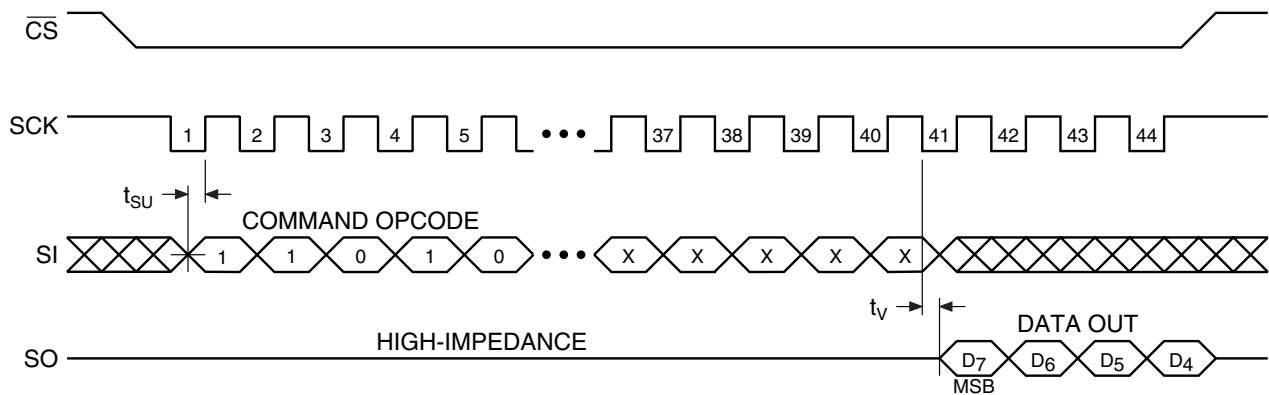 CS
SCK 1 2 3 4 5 ••• 37 38 39 40 41 42 43 44
tSU
COMMAND OPCODE
SI 1 1 0 1 0 ••• X X X X X
tV
HIGH-IMPEDANCE
DATA OUT
SO D7 D6 D5 D4
MSB